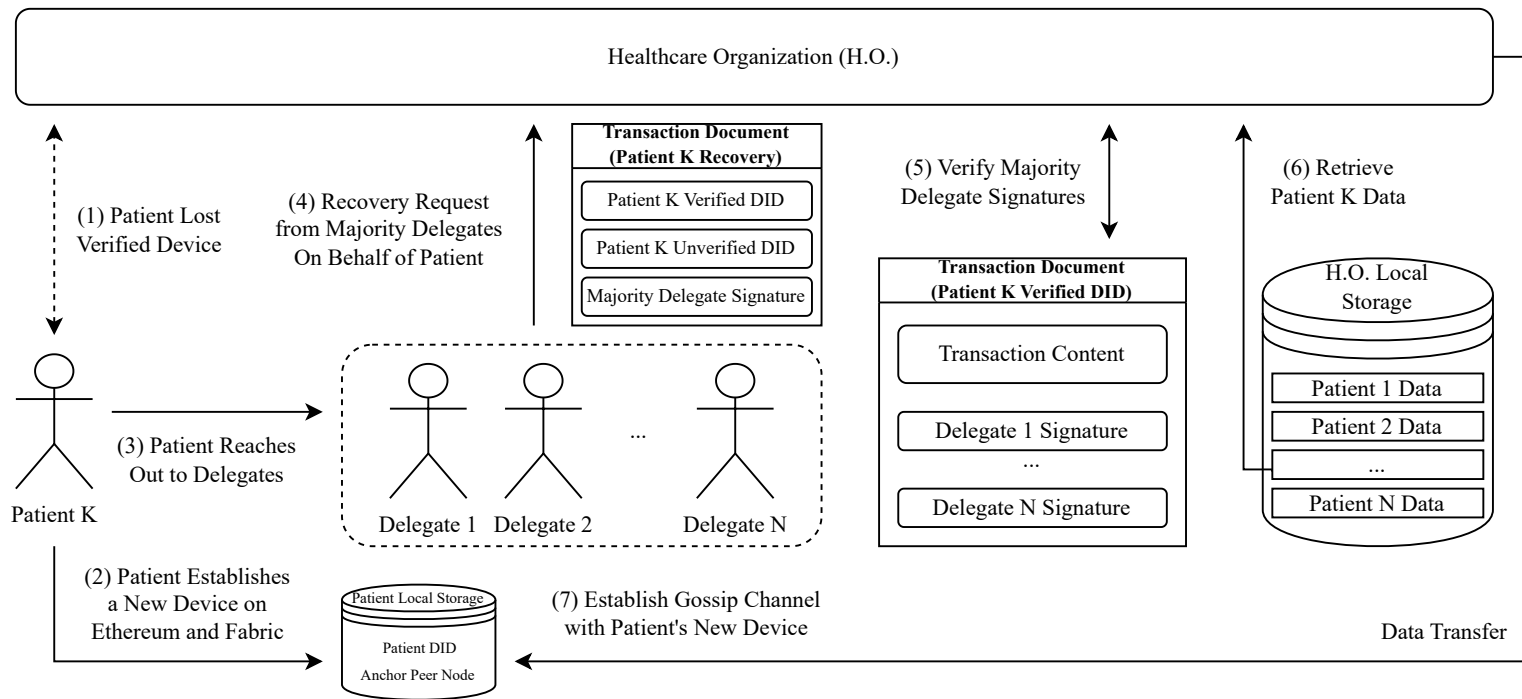 Healthcare Organization (H.O.)
(1) Patient Lost
Verified Device
(4) Recovery Request
from Majority Delegates
On Behalf of Patient
Transaction Document
(Patient K Recovery)
Patient K Verified DID
Patient K Unverified DID
Majority Delegate Signature
(5) Verify Majority
Delegate Signatures
(6) Retrieve
Patient K Data
Transaction Document
(Patient K Verified DID)
Transaction Content
Delegate 1 Signature
...
Delegate N Signature
H.O. Local
Storage
Patient 1 Data
Patient 2 Data
...
Patient N Data
Patient K
(3) Patient Reaches
Out to Delegates
Delegate 1
Delegate 2
...
Delegate N
(2) Patient Establishes
a New Device on
Ethereum and Fabric
Patient Local Storage
Patient DID
Anchor Peer Node
(7) Establish Gossip Channel
with Patient's New Device
Data Transfer